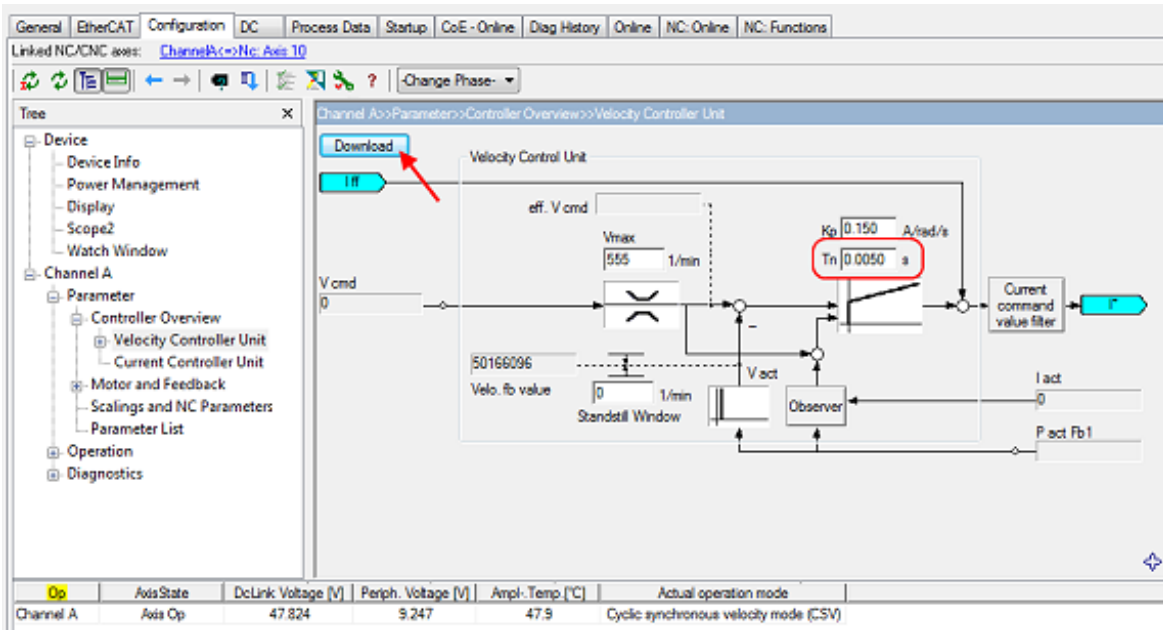 General EtherCAT Configuration DC Process Data Startup CoE - Online Diag History Online NC: Online NC: Functions
Linked NC/CNC axes: ChannelA<=>Nc: Axis 10
? -Change Phase-
Tree
Channel A>>Parameter>>Controller Overview>>Velocity Controller Unit
Device
Device Info
Power Management
Display
Scope2
Watch Window
Channel A
Parameter
Controller Overview
Velocity Controller Unit
Current Controller Unit
Motor and Feedback
Scalings and NC Parameters
Parameter List
Operation
Diagnostics
Download
Velocity Control Unit
I ff
eff. V cmd
Kp 0.150 A/rad/s
Vmax
555 1/min
Tn 0.0050 s
V cmd
0
Current
command
value filter
50166096
Velo. fb value
V act
0 1/min
Standstill Window
Observer
I act
0
P act Fb1
Op AxisState DcLink Voltage [V] Periph. Voltage [V] Ampl-.Temp.[°C] Actual operation mode
Channel A Axis Op 47.824 9.247 47.9 Cyclic synchronous velocity mode (CSV)